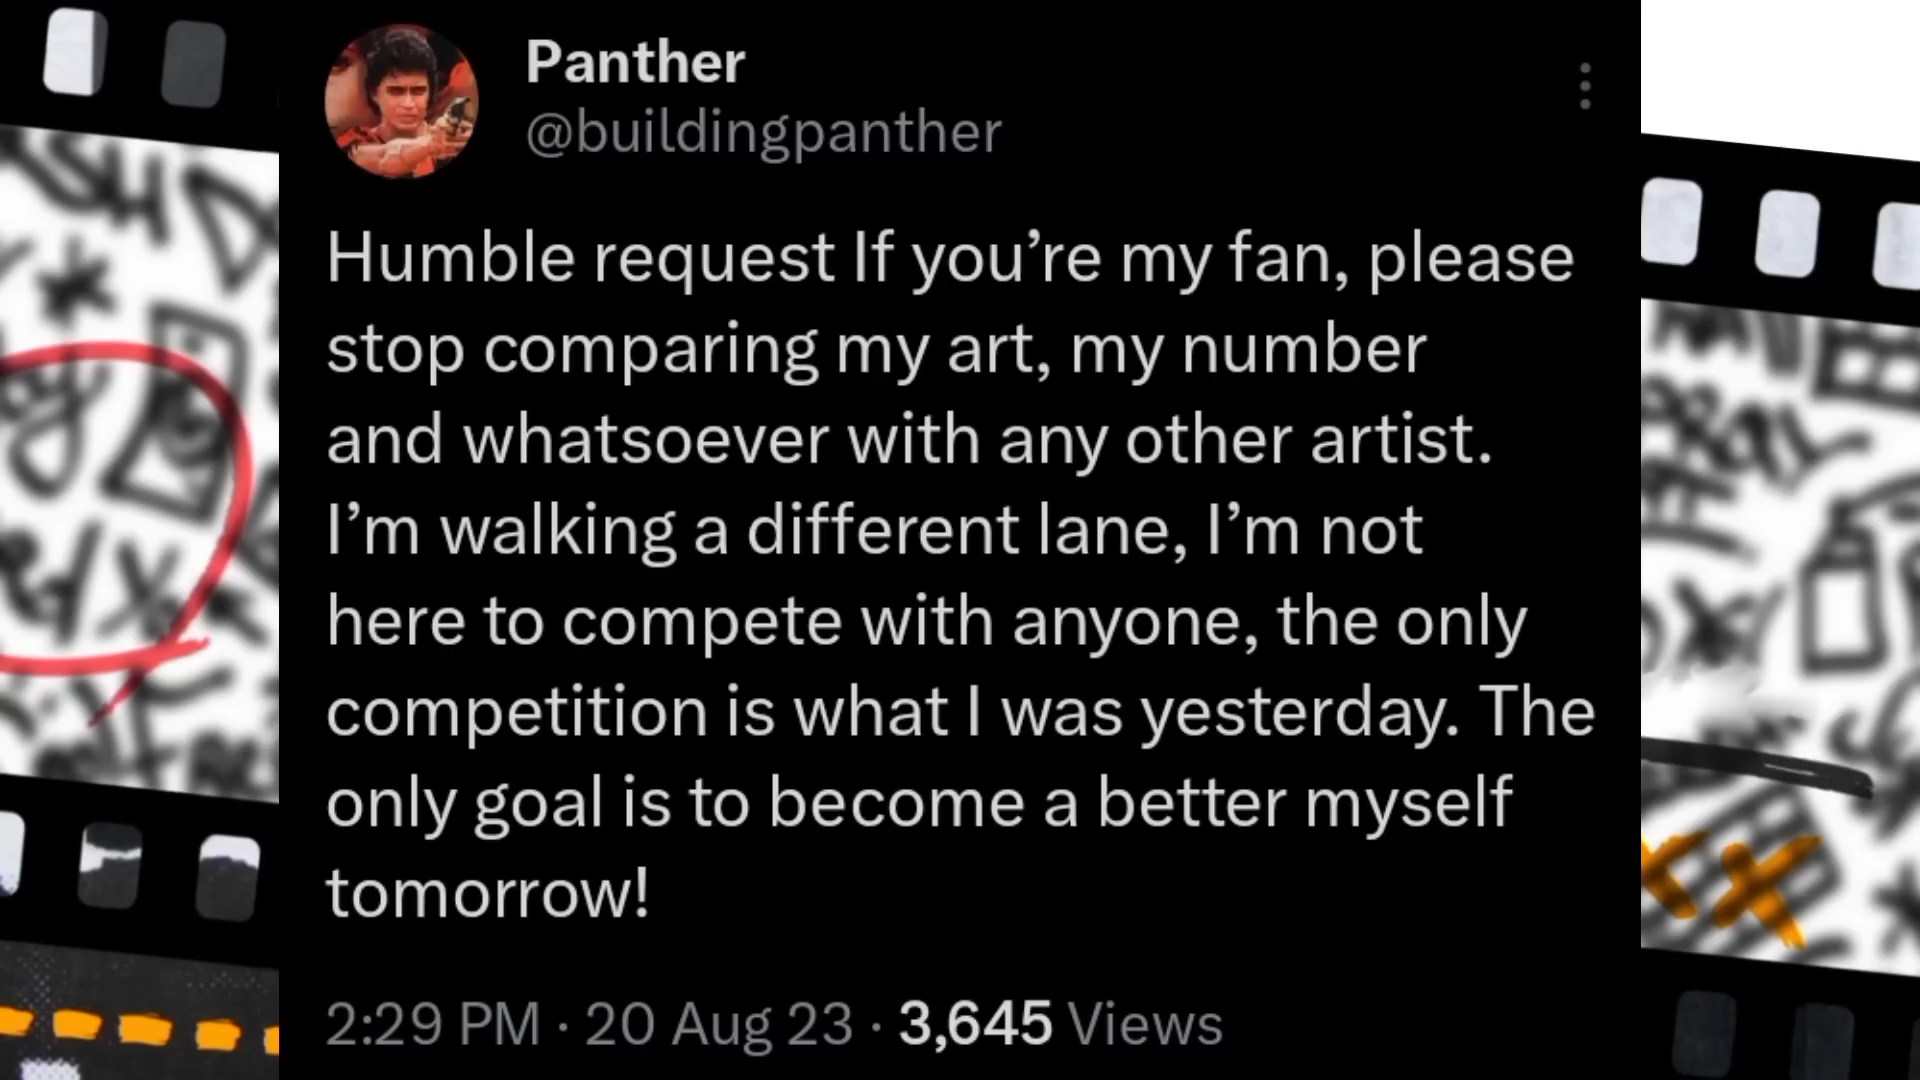 Panther
@buildingpanther
Humble request If you’re my fan, please
stop comparing my art, my number
and whatsoever with any other artist.
I’m walking a different lane, I’m not
here to compete with anyone, the only
competition is what I was yesterday. The
only goal is to become a better myself
tomorrow!
2:29 PM · 20 Aug 23 · 3,645 Views